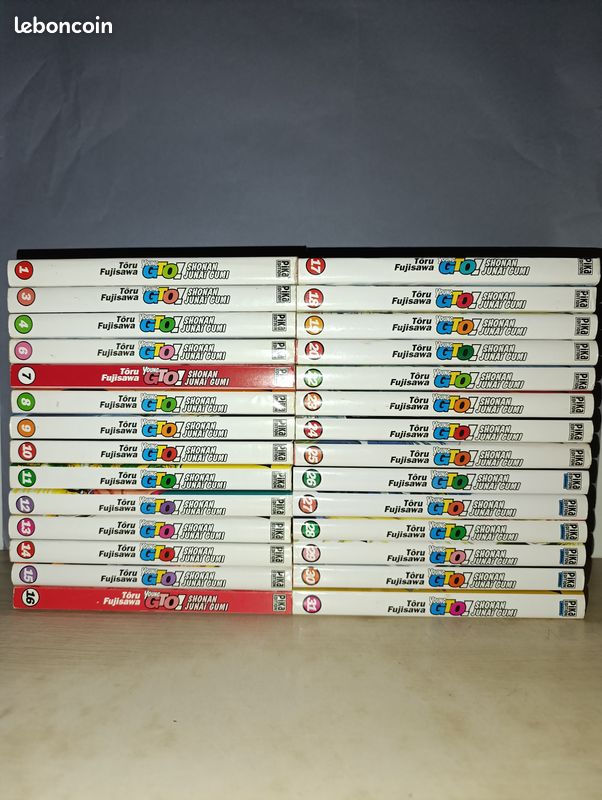 leboncoin
1 Tôru Fujisawa YOUNG GTO! SHONAN JUNAI GUMI Pika
3 Tôru Fujisawa YOUNG GTO! SHONAN JUNAI GUMI Pika
4 Tôru Fujisawa YOUNG GTO! SHONAN JUNAI GUMI Pika
6 Tôru Fujisawa YOUNG GTO! SHONAN JUNAI GUMI Pika
7 Tôru Fujisawa YOUNG GTO! SHONAN JUNAI GUMI Pika
8 Tôru Fujisawa YOUNG GTO! SHONAN JUNAI GUMI Pika
9 Tôru Fujisawa YOUNG GTO! SHONAN JUNAI GUMI Pika
10 Tôru Fujisawa YOUNG GTO! SHONAN JUNAI GUMI Pika
11 Tôru Fujisawa YOUNG GTO! SHONAN JUNAI GUMI Pika
12 Tôru Fujisawa YOUNG GTO! SHONAN JUNAI GUMI Pika
13 Tôru Fujisawa YOUNG GTO! SHONAN JUNAI GUMI Pika
14 Tôru Fujisawa YOUNG GTO! SHONAN JUNAI GUMI Pika
15 Tôru Fujisawa YOUNG GTO! SHONAN JUNAI GUMI Pika
16 Tôru Fujisawa YOUNG GTO! SHONAN JUNAI GUMI Pika
17 Tôru Fujisawa YOUNG GTO! SHONAN JUNAI GUMI Pika
18 Tôru Fujisawa YOUNG GTO! SHONAN JUNAI GUMI Pika
19 Tôru Fujisawa YOUNG GTO! SHONAN JUNAI GUMI Pika
20 Tôru Fujisawa YOUNG GTO! SHONAN JUNAI GUMI Pika
22 Tôru Fujisawa YOUNG GTO! SHONAN JUNAI GUMI Pika
23 Tôru Fujisawa YOUNG GTO! SHONAN JUNAI GUMI Pika
24 Tôru Fujisawa YOUNG GTO! SHONAN JUNAI GUMI Pika
25 Tôru Fujisawa YOUNG GTO! SHONAN JUNAI GUMI Pika
26 Tôru Fujisawa YOUNG GTO! SHONAN JUNAI GUMI Pika
27 Tôru Fujisawa YOUNG GTO! SHONAN JUNAI GUMI Pika
28 Tôru Fujisawa YOUNG GTO! SHONAN JUNAI GUMI Pika
29 Tôru Fujisawa YOUNG GTO! SHONAN JUNAI GUMI Pika
30 Tôru Fujisawa YOUNG GTO! SHONAN JUNAI GUMI Pika
31 Tôru Fujisawa YOUNG GTO! SHONAN JUNAI GUMI Pika